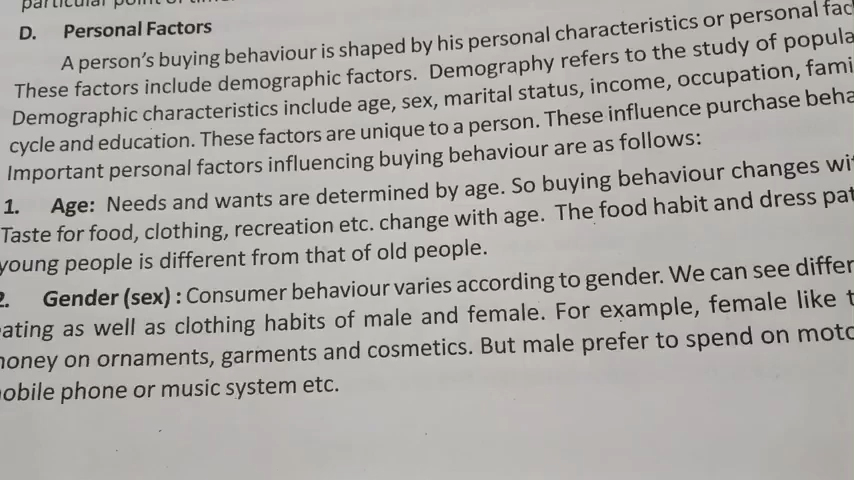 particular point of time
D. Personal Factors
A person's buying behaviour is shaped by his personal characteristics or personal fac
These factors include demographic factors. Demography refers to the study of popula
Demographic characteristics include age, sex, marital status, income, occupation, fami
cycle and education. These factors are unique to a person. These influence purchase beha
Important personal factors influencing buying behaviour are as follows:
1. Age: Needs and wants are determined by age. So buying behaviour changes wit
Taste for food, clothing, recreation etc. change with age. The food habit and dress pat
young people is different from that of old people.
2. Gender (sex) : Consumer behaviour varies according to gender. We can see differ
ating as well as clothing habits of male and female. For example, female like t
oney on ornaments, garments and cosmetics. But male prefer to spend on moto
obile phone or music system etc.